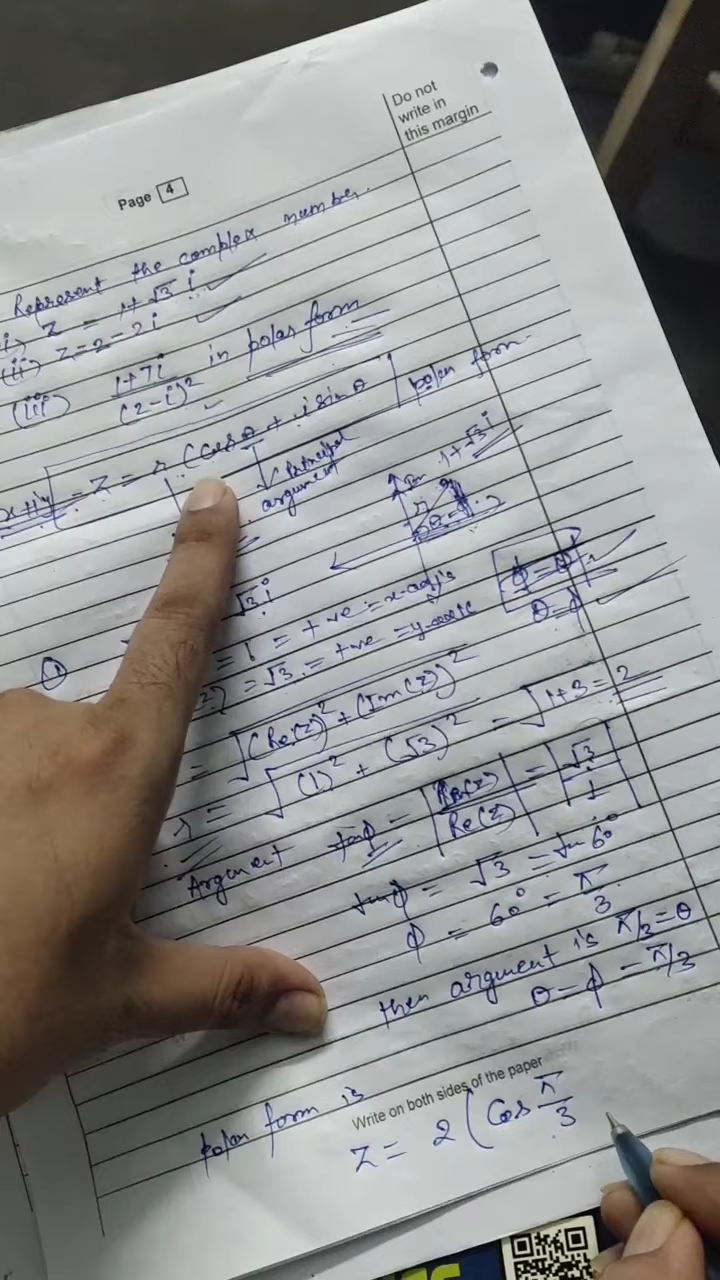 Do not
write in
this margin
Page 4
Represent the complex number.
(i) z = 1+√3 i
(ii) z = 2-2i
(iii) 1+7i / (2-i)² in polar form
x+iy = z = r (cosθ + i sinθ polar form
Principal
argument
Im 1+√3 i
√3 i
ϕ = θ
= 1 = +ve = x-axis
θ = ϕ
= √3 = +ve = y-axis
= √(Re(z))² + (Im(z))²
r = √(1)² + (√3)² = √1+3 = 2
Argument tanϕ = |Im(z)/Re(z)| = |√3/1|
tanϕ = √3 = tan 60°
ϕ = 60° = π/3
then argument is π/3 = θ
θ = ϕ = π/3
Write on both sides of the paper
polar form is
z = 2 (cos π/3